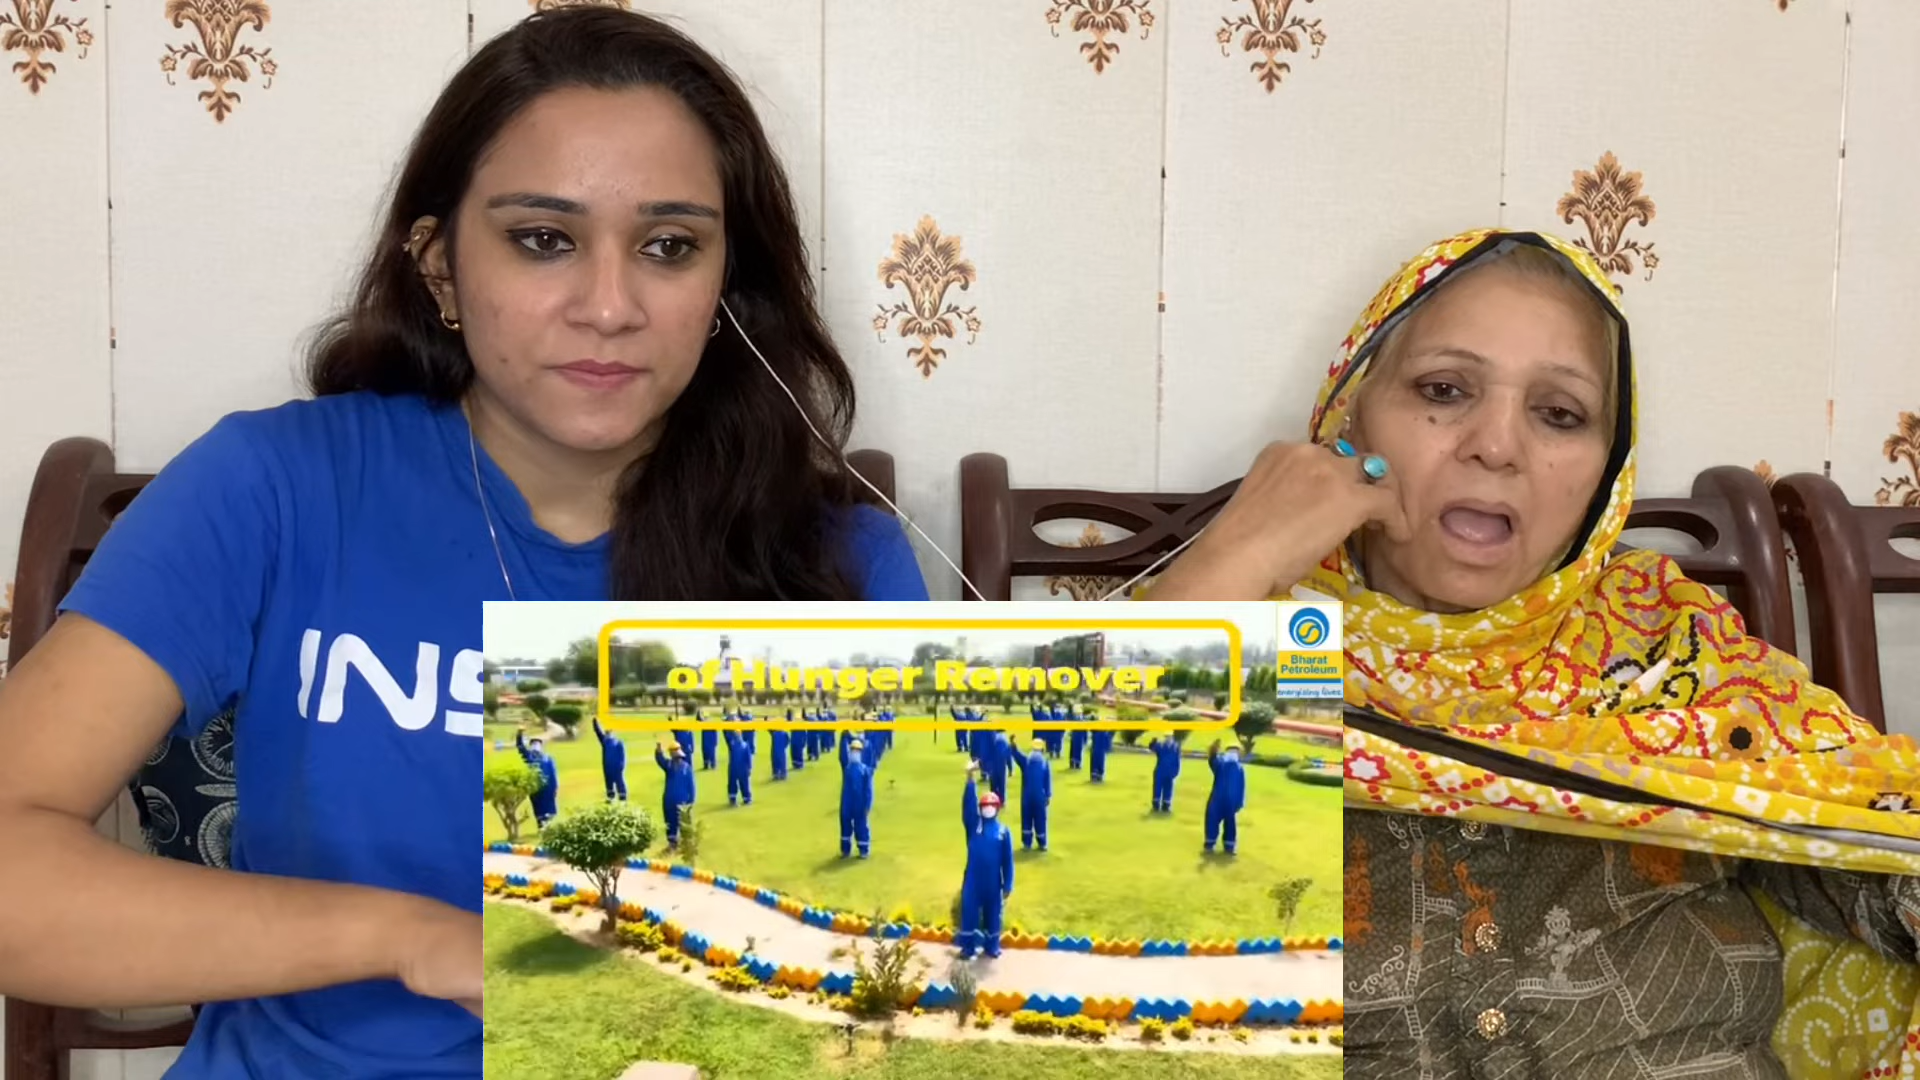 INS
of Hunger Remover
Bharat
Petroleum
energising lives